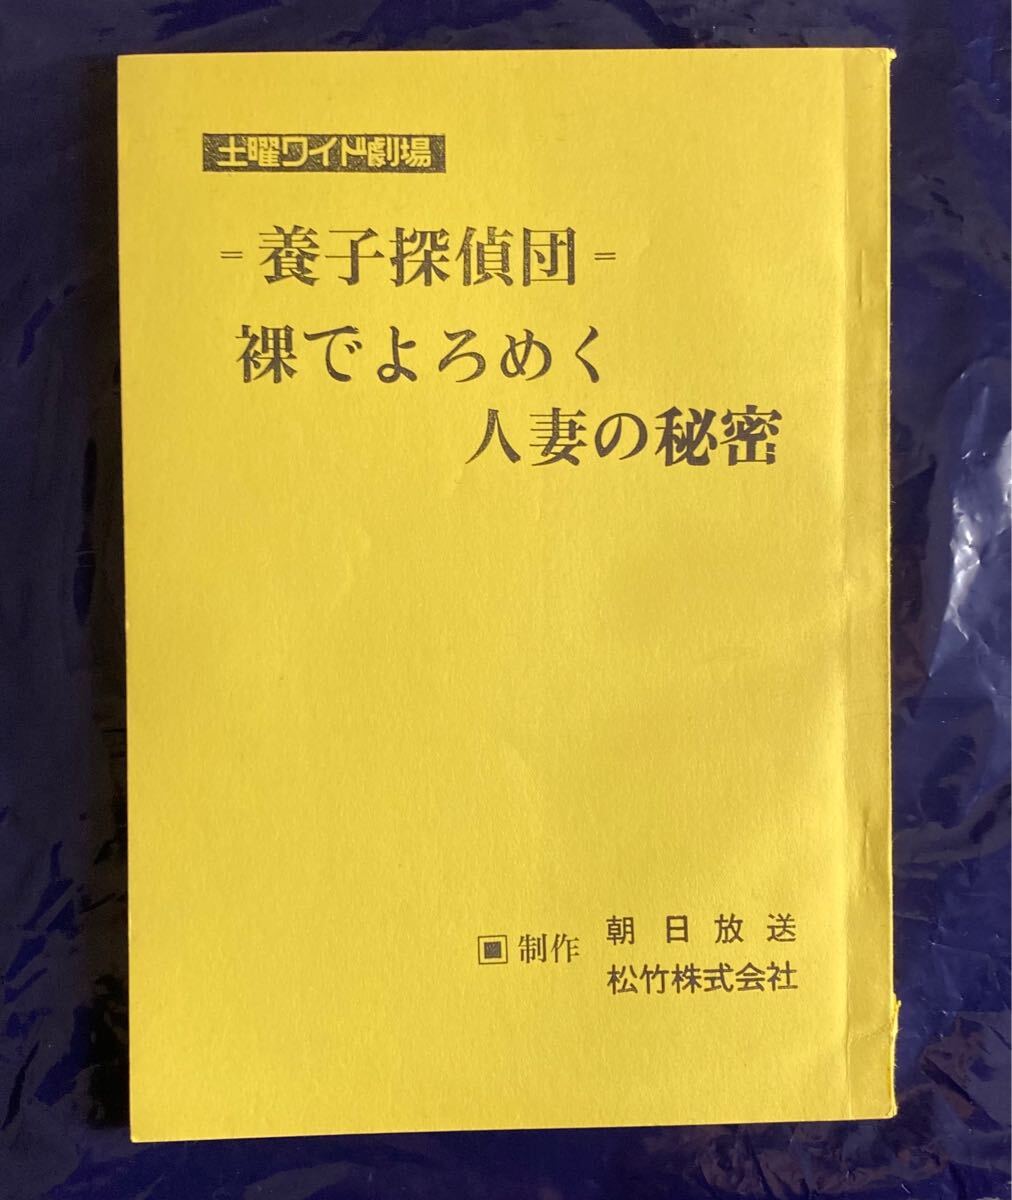 土曜ワイド劇場
=養子探偵団=
裸でよろめく
人妻の秘密
▣制作 朝日放送
松竹株式会社